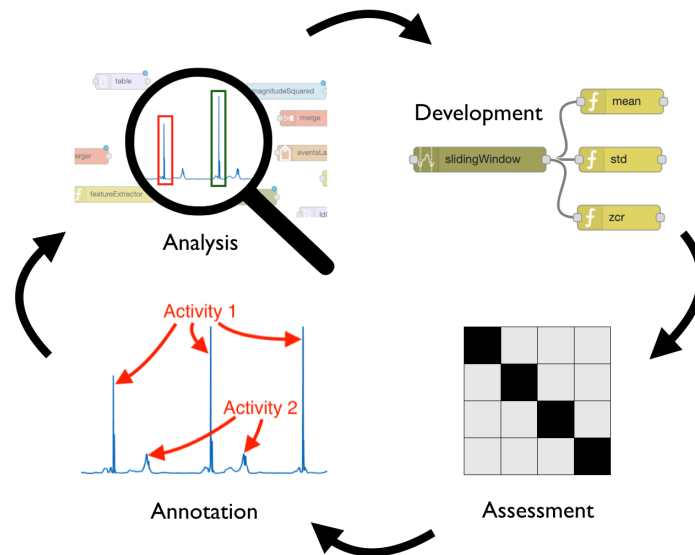 table
magnitudeSquared
merge
erger
eventsLa
featureExtractor
Analysis
Development
slidingWindow
mean
std
zcr
Activity 1
Activity 2
Annotation
Assessment